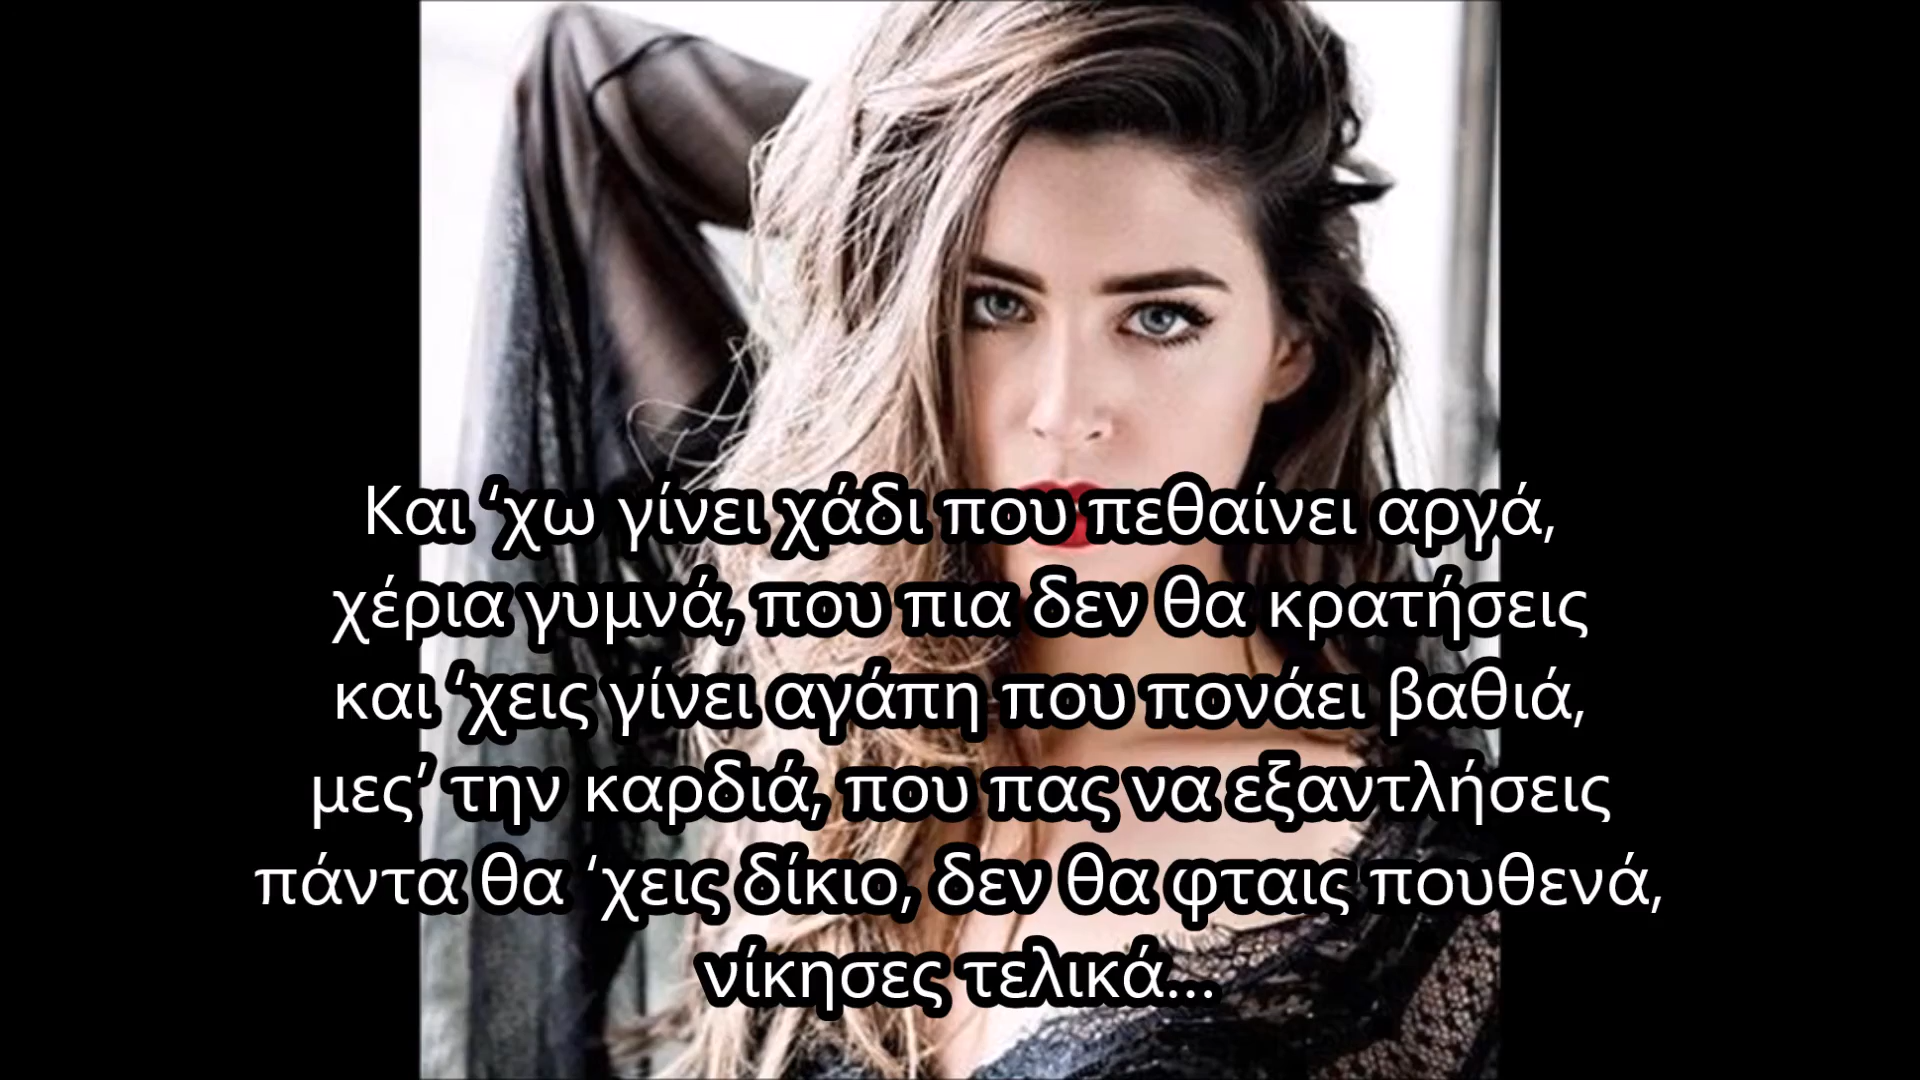 Και ‘χω γίνει χάδι που πεθαίνει αργά,
χέρια γυμνά, που πια δεν θα κρατήσεις
και ‘χεις γίνει αγάπη που πονάει βαθιά,
μες’ την καρδιά, που πας να εξαντλήσεις
πάντα θα ‘χεις δίκιο, δεν θα φταις πουθενά,
νίκησες τελικά...